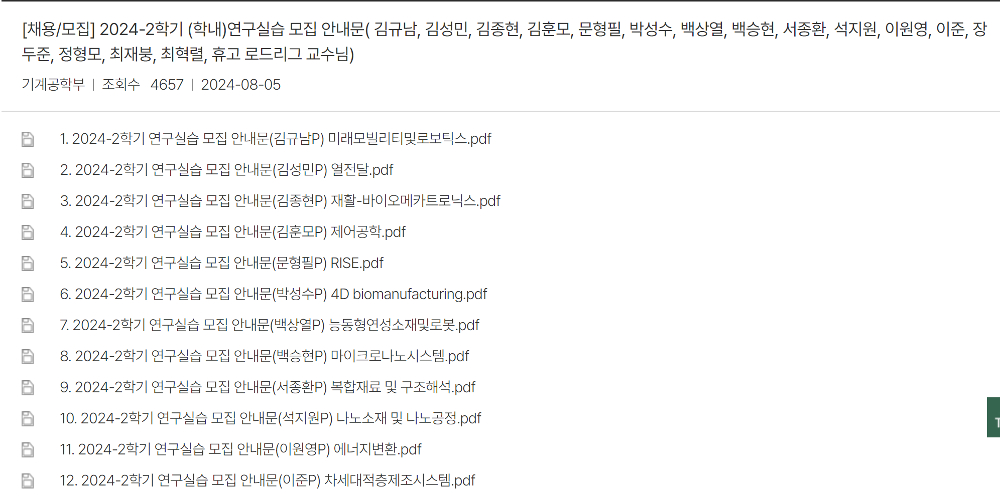 [채용/모집] 2024-2학기 (학내)연구실습 모집 안내문( 김규남, 김성민, 김종현, 김훈모, 문형필, 박성수, 백상열, 백승현, 서종환, 석지원, 이원영, 이준, 장
두준, 정형모, 최재붕, 최혁렬, 휴고 로드리그 교수님)
기계공학부 | 조회수 4657 | 2024-08-05
1. 2024-2학기 연구실습 모집 안내문(김규남P) 미래모빌리티및로보틱스.pdf
2. 2024-2학기 연구실습 모집 안내문(김성민P) 열전달.pdf
3. 2024-2학기 연구실습 모집 안내문(김종현P) 재활-바이오메카트로닉스.pdf
4. 2024-2학기 연구실습 모집 안내문(김훈모P) 제어공학.pdf
5. 2024-2학기 연구실습 모집 안내문(문형필P) RISE.pdf
6. 2024-2학기 연구실습 모집 안내문(박성수P) 4D biomanufacturing.pdf
7. 2024-2학기 연구실습 모집 안내문(백상열P) 능동형연성소재및로봇.pdf
8. 2024-2학기 연구실습 모집 안내문(백승현P) 마이크로나노시스템.pdf
9. 2024-2학기 연구실습 모집 안내문(서종환P) 복합재료 및 구조해석.pdf
10. 2024-2학기 연구실습 모집 안내문(석지원P) 나노소재 및 나노공정.pdf
11. 2024-2학기 연구실습 모집 안내문(이원영P) 에너지변환.pdf
12. 2024-2학기 연구실습 모집 안내문(이준P) 차세대적층제조시스템.pdf